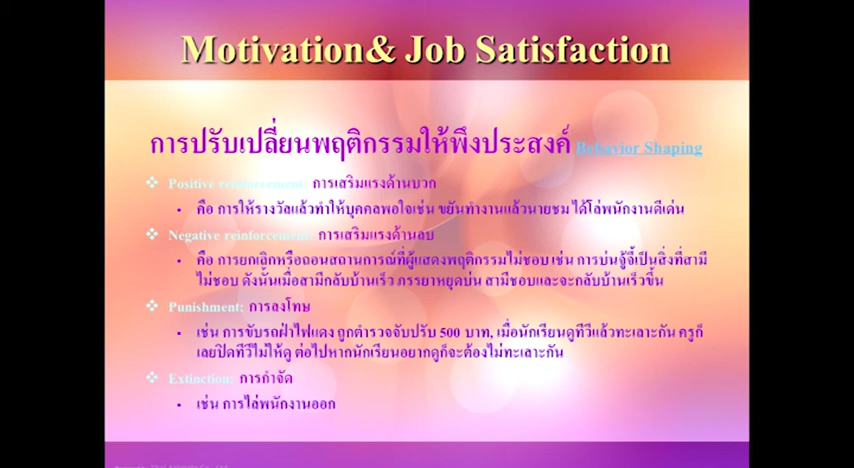 Motivation& Job Satisfaction
การปรับเปลี่ยนพฤติกรรมให้พึงประสงค์ Behavior Shaping
❖ Positive reinforcement: การเสริมแรงด้านบวก
• คือ การให้รางวัลแล้วทำให้บุคคลพอใจเช่น ขยันทำงานแล้วนายชม ได้โล่พนักงานดีเด่น
❖ Negative reinforcement: การเสริมแรงด้านลบ
• คือ การยกเลิกหรือถอนสถานการณ์ที่ผู้แสดงพฤติกรรมไม่ชอบ เช่น การบ่นจู้จี้เป็นสิ่งที่สามี
ไม่ชอบ ดังนั้นเมื่อสามีกลับบ้านเร็ว ภรรยาหยุดบ่น สามีชอบและจะกลับบ้านเร็วขึ้น
❖ Punishment: การลงโทษ
• เช่น การขับรถฝ่าไฟแดง ถูกตำรวจจับปรับ 500 บาท, เมื่อนักเรียนดูทีวีแล้วทะเลาะกัน ครูก็
เลยปิดทีวีไม่ให้ดู ต่อไปหากนักเรียนอยากดูก็จะต้องไม่ทะเลาะกัน
❖ Extinction: การกำจัด
• เช่น การไล่พนักงานออก